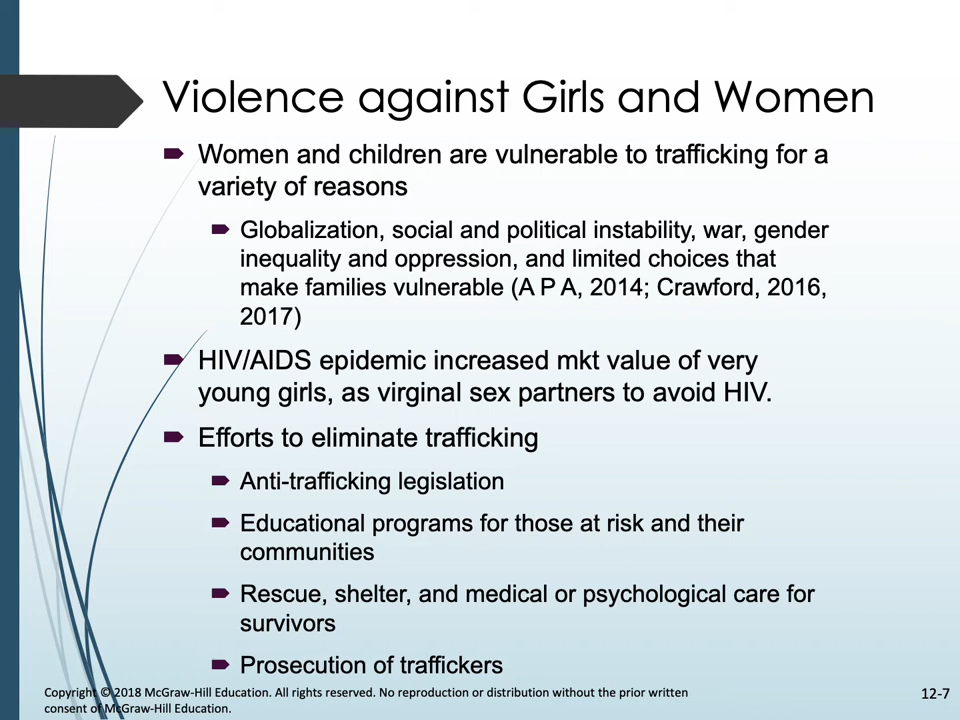 Violence against Girls and Women
Women and children are vulnerable to trafficking for a
variety of reasons
Globalization, social and political instability, war, gender
inequality and oppression, and limited choices that
make families vulnerable (A P A, 2014; Crawford, 2016,
2017)
HIV/AIDS epidemic increased mkt value of very
young girls, as virginal sex partners to avoid HIV.
Efforts to eliminate trafficking
Anti-trafficking legislation
Educational programs for those at risk and their
communities
Rescue, shelter, and medical or psychological care for
survivors
Prosecution of traffickers
Copyright © 2018 McGraw-Hill Education. All rights reserved. No reproduction or distribution without the prior written
consent of McGraw-Hill Education.
12-7